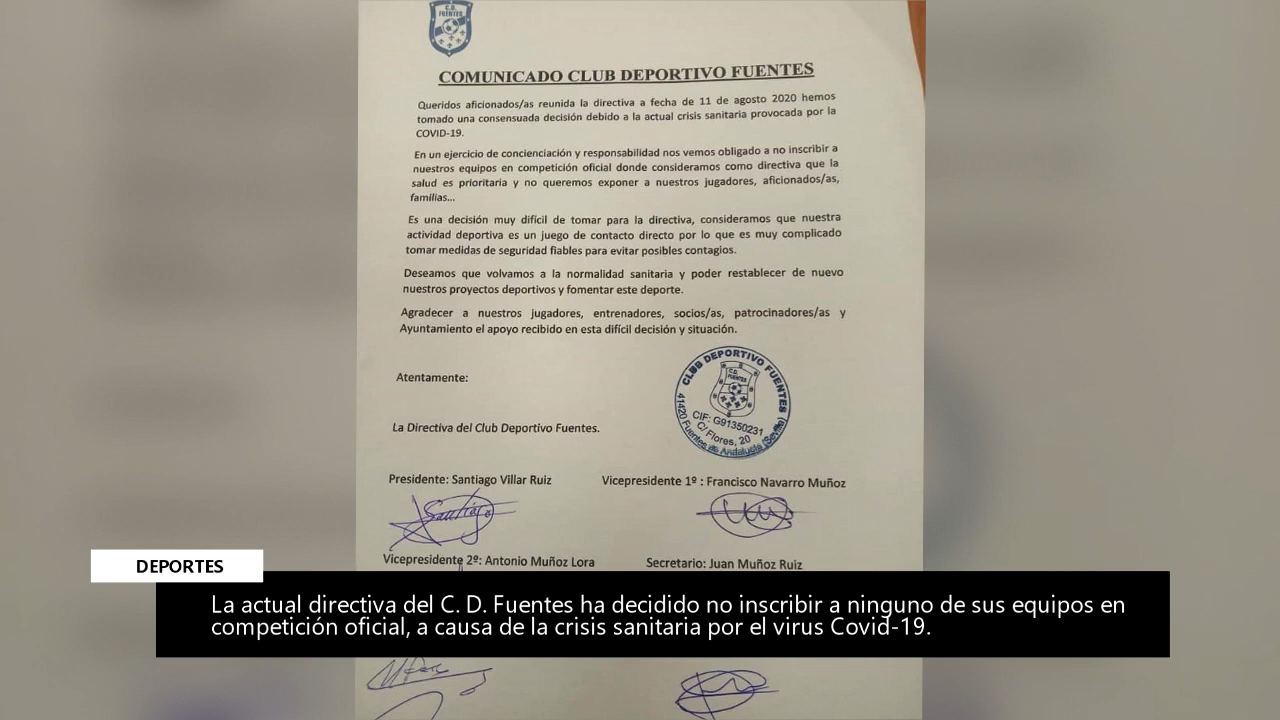 C. D.
FUENTES
COMUNICADO CLUB DEPORTIVO FUENTES
Queridos aficionados/as reunida la directiva a fecha de 11 de agosto 2020 hemos
tomado una consensuada decisión debido a la actual crisis sanitaria provocada por la
COVID-19.
En un ejercicio de concienciación y responsabilidad nos vemos obligado a no inscribir a
nuestros equipos en competición oficial donde consideramos como directiva que la
salud es prioritaria y no queremos exponer a nuestros jugadores, aficionados/as,
familias...
Es una decisión muy difícil de tomar para la directiva, consideramos que nuestra
actividad deportiva es un juego de contacto directo por lo que es muy complicado
tomar medidas de seguridad fiables para evitar posibles contagios.
Deseamos que volvamos a la normalidad sanitaria y poder restablecer de nuevo
nuestros proyectos deportivos y fomentar este deporte.
Agradecer a nuestros jugadores, entrenadores, socios/as, patrocinadores/as y
Ayuntamiento el apoyo recibido en esta difícil decisión y situación.
Atentamente:
CLUB DEPORTIVO FUENTES
C. D.
FUENTES
CIF: G91350231
C/ Flores, 20
41420 Fuentes de Andalucía (Sevilla)
La Directiva del Club Deportivo Fuentes.
Presidente: Santiago Villar Ruiz Vicepresidente 1º : Francisco Navarro Muñoz
Santiago
Vicepresidente 2º: Antonio Muñoz Lora Secretario: Juan Muñoz Ruiz
DEPORTES
La actual directiva del C. D. Fuentes ha decidido no inscribir a ninguno de sus equipos en
competición oficial, a causa de la crisis sanitaria por el virus Covid-19.